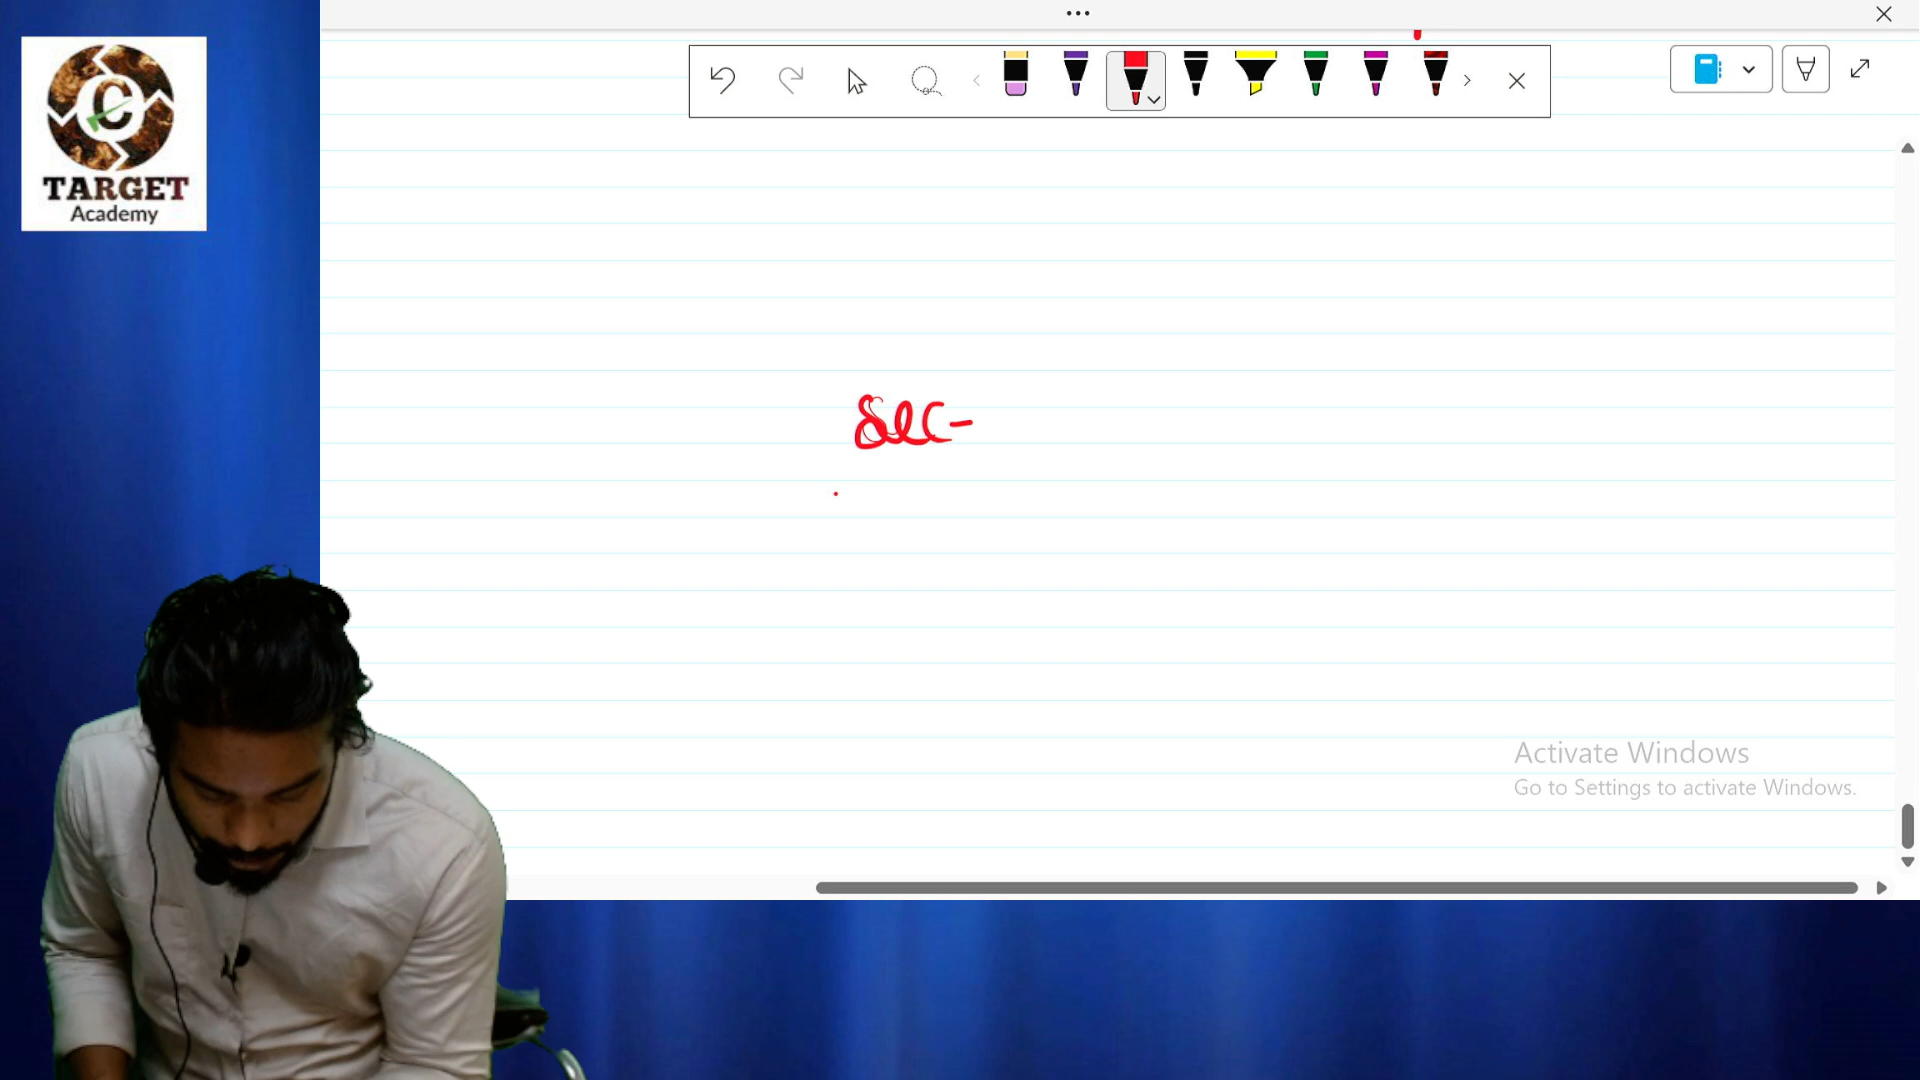 TARGET
Academy
Sec-
Activate Windows
Go to Settings to activate Windows.